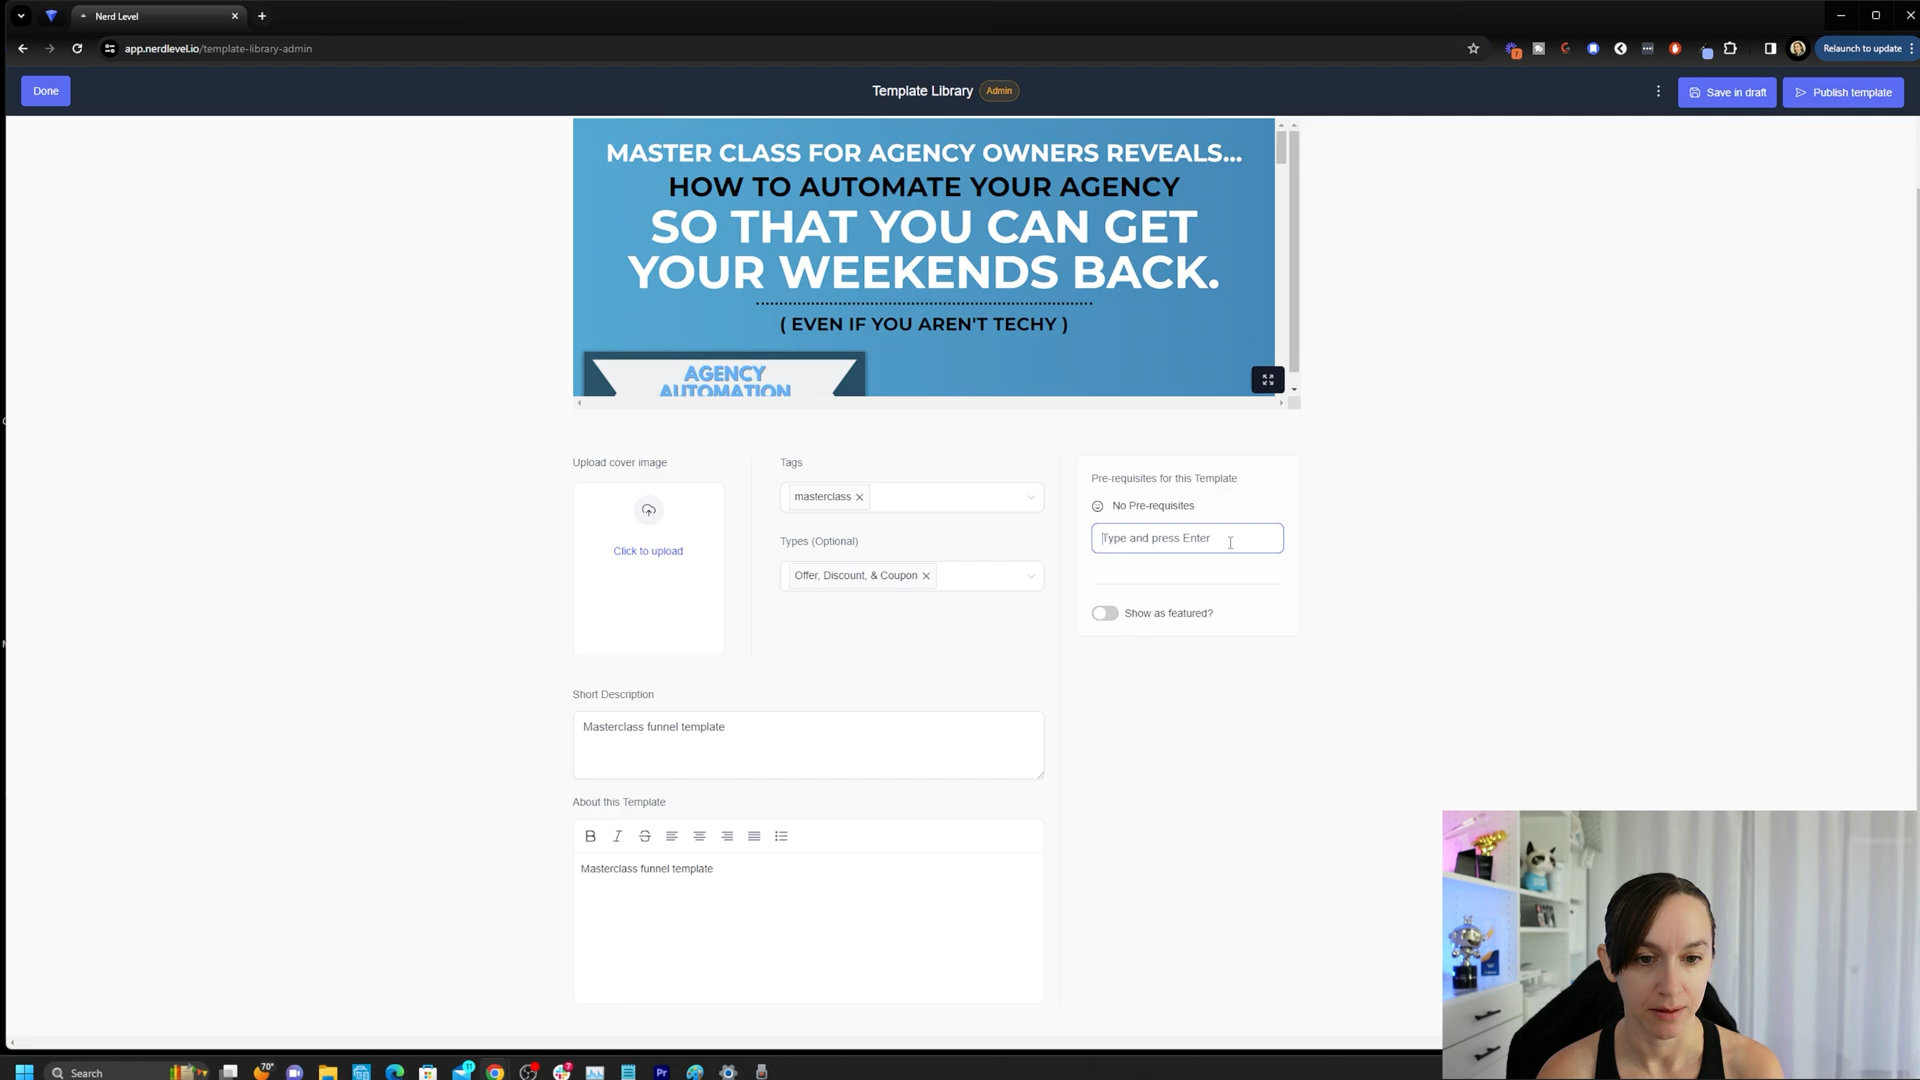 Nerd Level
app.nerdlevel.io/template-library-admin
Relaunch to update
Done
Template Library
Admin
Save in draft
Publish template
MASTER CLASS FOR AGENCY OWNERS REVEALS...
HOW TO AUTOMATE YOUR AGENCY
SO THAT YOU CAN GET
YOUR WEEKENDS BACK.
( EVEN IF YOU AREN'T TECHY )
AGENCY
AUTOMATION
Upload cover image
Click to upload
Tags
masterclass
Types (Optional)
Offer, Discount, & Coupon
Pre-requisites for this Template
No Pre-requisites
Type and press Enter
Show as featured?
Short Description
Masterclass funnel template
About this Template
B I S
Masterclass funnel template
Search
70°
Pr